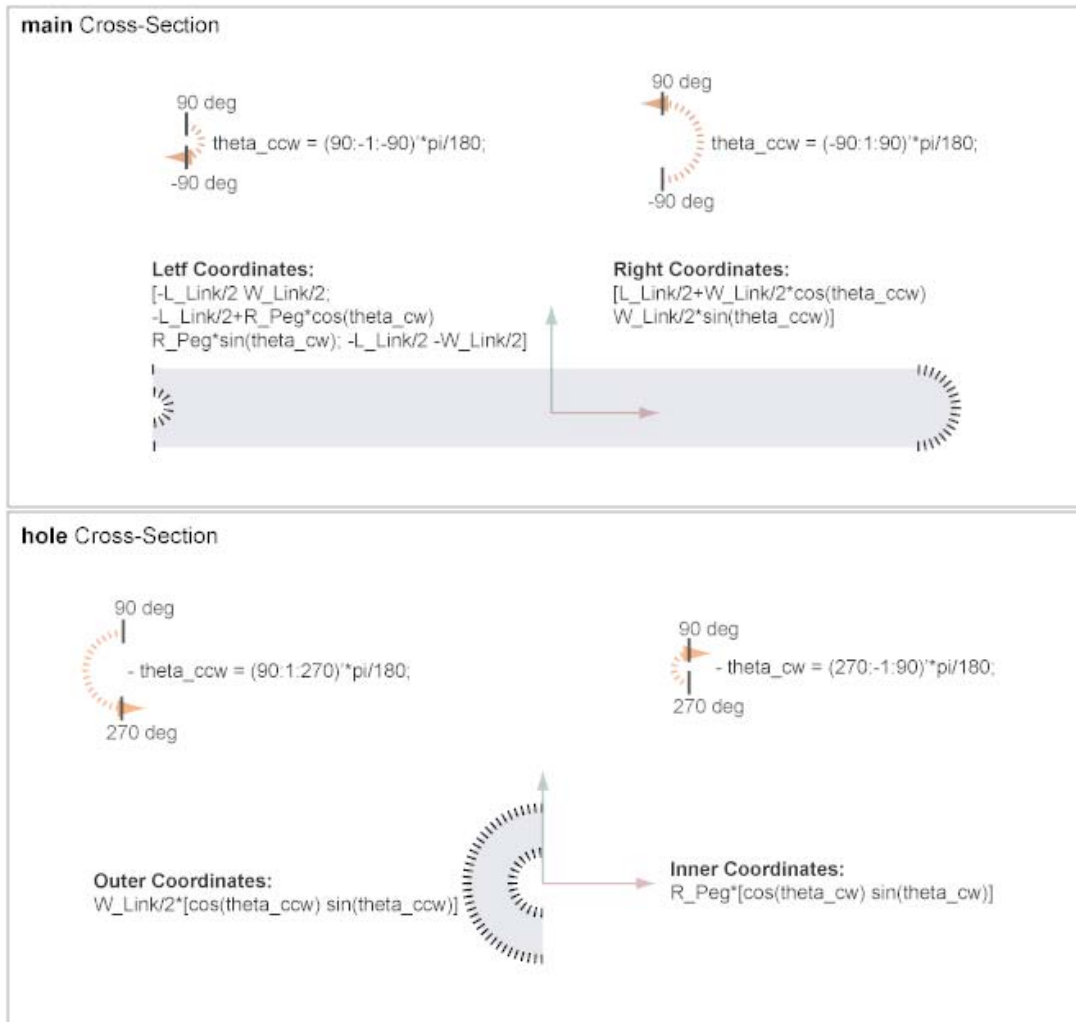 main Cross-Section
90 deg
theta_ccw = (90:-1:-90)'*pi/180;
-90 deg
90 deg
theta_ccw = (-90:1:90)'*pi/180;
-90 deg
Letf Coordinates:
[-L_Link/2 W_Link/2;
-L_Link/2+R_Peg*cos(theta_cw)
R_Peg*sin(theta_cw); -L_Link/2 -W_Link/2]
Right Coordinates:
[L_Link/2+W_Link/2*cos(theta_ccw)
W_Link/2*sin(theta_ccw)]
hole Cross-Section
90 deg
- theta_ccw = (90:1:270)'*pi/180;
270 deg
90 deg
- theta_cw = (270:-1:90)'*pi/180;
270 deg
Outer Coordinates:
W_Link/2*[cos(theta_ccw) sin(theta_ccw)]
Inner Coordinates:
R_Peg*[cos(theta_cw) sin(theta_cw)]